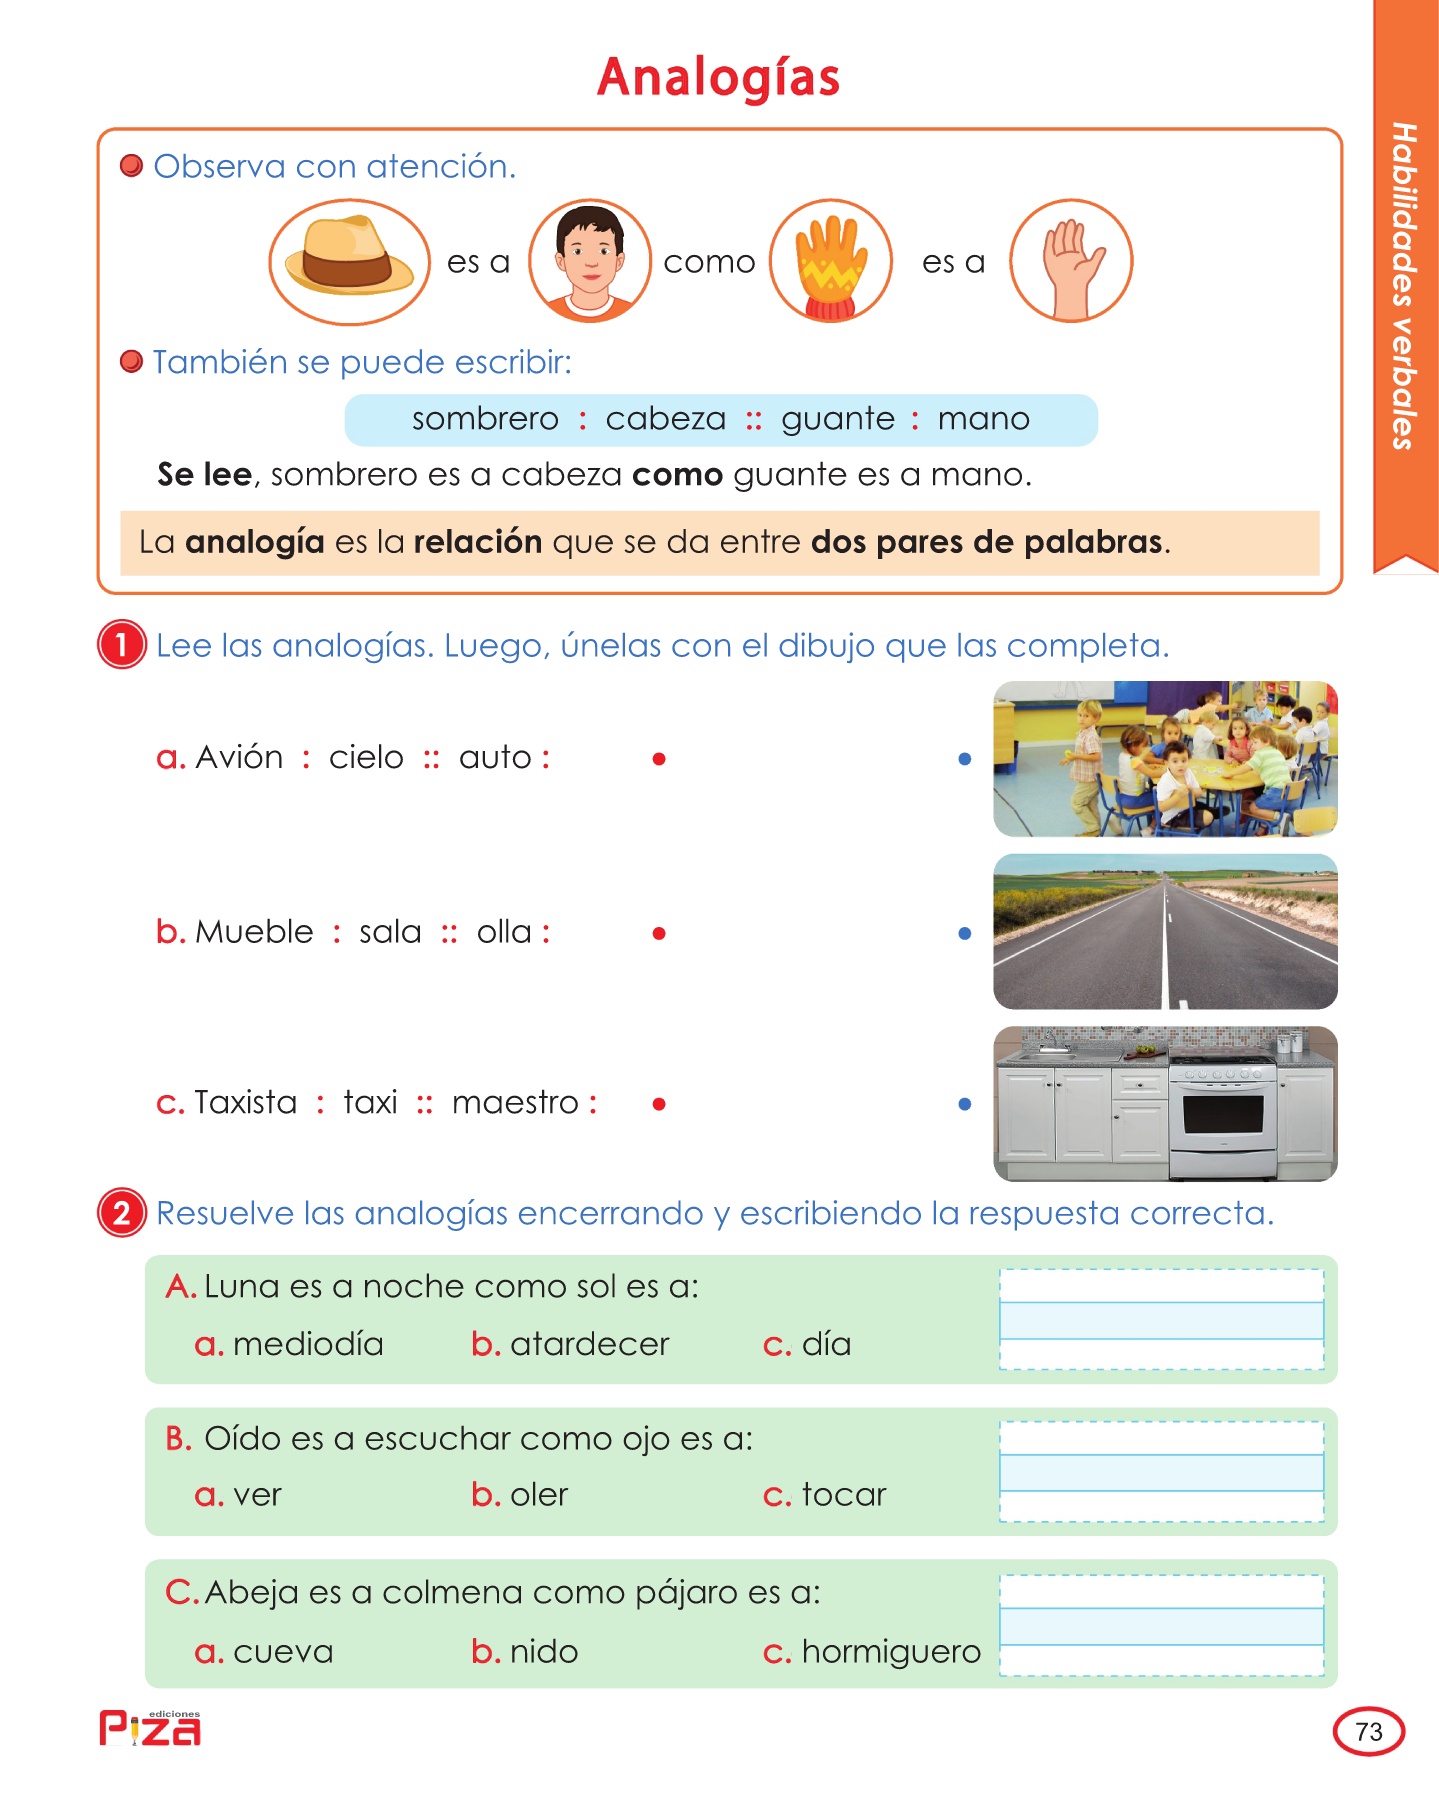 Analogías
Habilidades verbales
Observa con atención.
es a como es a
También se puede escribir:
sombrero : cabeza :: guante : mano
Se lee, sombrero es a cabeza como guante es a mano.
La analogía es la relación que se da entre dos pares de palabras.
1 Lee las analogías. Luego, únelas con el dibujo que las completa.
a. Avión : cielo :: auto :
b. Mueble : sala :: olla :
c. Taxista : taxi :: maestro :
2 Resuelve las analogías encerrando y escribiendo la respuesta correcta.
A. Luna es a noche como sol es a:
a. mediodía b. atardecer c. día
B. Oído es a escuchar como ojo es a:
a. ver b. oler c. tocar
C. Abeja es a colmena como pájaro es a:
a. cueva b. nido c. hormiguero
ediciones
Piza
73